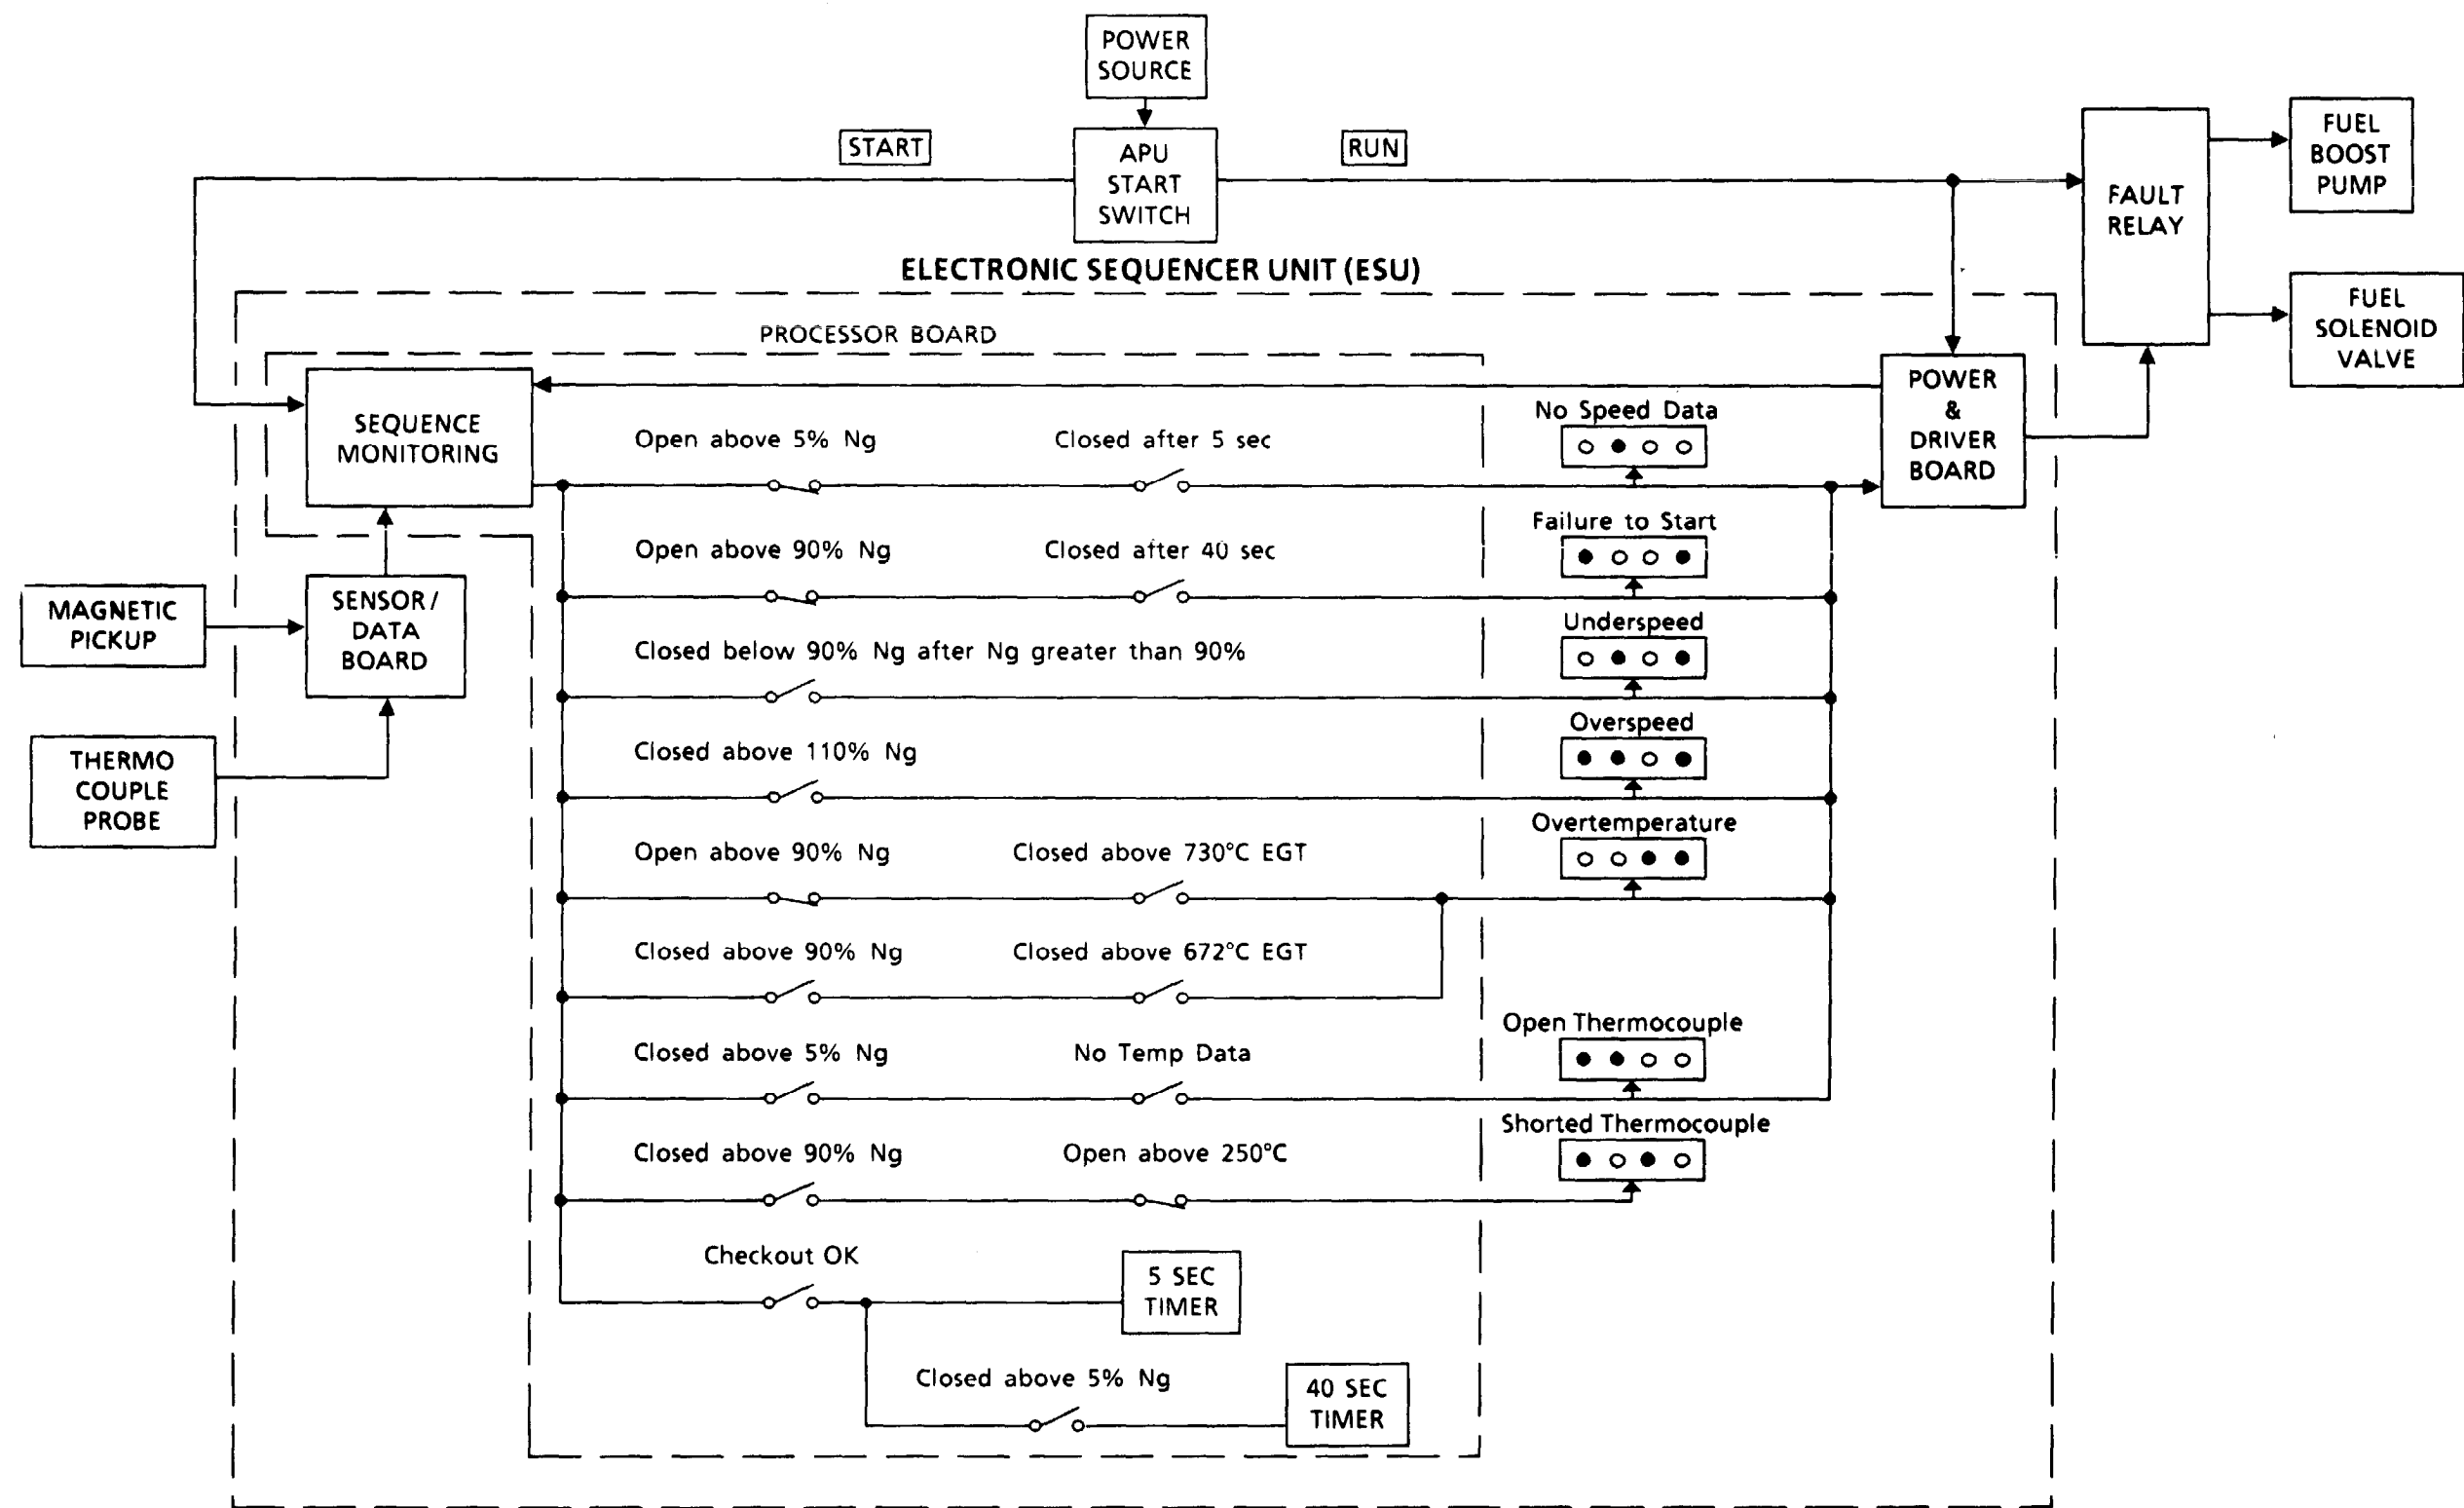 POWER
SOURCE
START
APU
START
SWITCH
RUN
FAULT
RELAY
FUEL
BOOST
PUMP
FUEL
SOLENOID
VALVE
ELECTRONIC SEQUENCER UNIT (ESU)
PROCESSOR BOARD
SEQUENCE
MONITORING
POWER
&
DRIVER
BOARD
MAGNETIC
PICKUP
SENSOR/
DATA
BOARD
THERMO
COUPLE
PROBE
Open above 5% Ng
Closed after 5 sec
No Speed Data
Open above 90% Ng
Closed after 40 sec
Failure to Start
Closed below 90% Ng after Ng greater than 90%
Underspeed
Closed above 110% Ng
Overspeed
Open above 90% Ng
Closed above 730°C EGT
Overtemperature
Closed above 90% Ng
Closed above 672°C EGT
Closed above 5% Ng
No Temp Data
Open Thermocouple
Closed above 90% Ng
Open above 250°C
Shorted Thermocouple
Checkout OK
5 SEC
TIMER
Closed above 5% Ng
40 SEC
TIMER